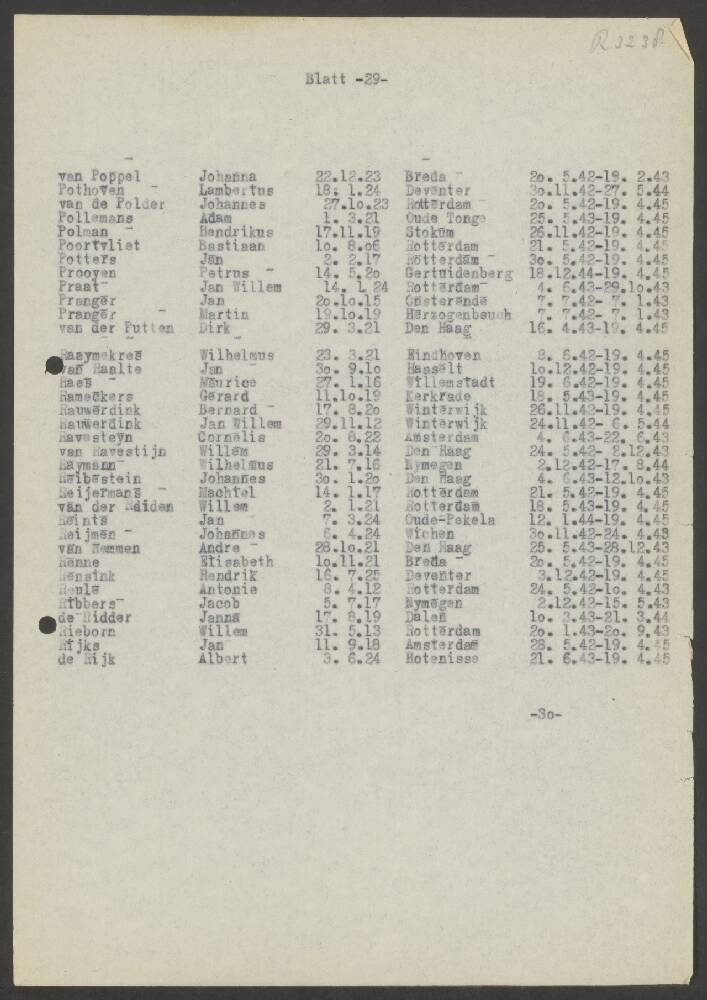 R 3238
Blatt -29-
van Poppel Johanna 22.12.23 Breda 2o. 5.42-19. 2.43
Pothoven Lambertus 18. 1.24 Deventer 3o.11.42-27. 5.44
van de Polder Johannes 27.1o.23 Rotterdam 2o. 5.42-19. 4.45
Pollemans Adam 1. 3.21 Oude Tonge 25. 5.43-19. 4.45
Polman Hendrikus 17.11.19 Stokum 26.11.42-19. 4.45
Poortvliet Bastiaan 1o. 8.o6 Rotterdam 21. 5.42-19. 4.45
Potters Jan 2. 2.17 Rotterdam 3o. 5.42-19. 4.45
Prooyen Petrus 14. 5.2o Gertuidenberg 18.12.44-19. 4.45
Praat Jan Willem 14. 1.24 Rotterdam 4. 6.43-29.1o.43
Pranger Jan 2o.1o.15 Oosterende 7. 7.42- 7. 1.43
Pranger Martin 19.1o.19 Herzogenbusch 7. 7.42- 7. 1.43
van der Putten Dirk 29. 3.21 Den Haag 16. 4.43-19. 4.45
Raaymakres Wilhelmus 23. 3.21 Eindhoven 8. 6.42-19. 4.45
van Raalte Jan 3o. 9.1o Hasselt 1o.12.42-19. 4.45
Raes Maurice 27. 1.16 Willemstadt 19. 6.42-19. 4.45
Rameckers Gerard 11.1o.19 Kerkrade 18. 5.43-19. 4.45
Rauwerdink Bernard 17. 8.2o Winterwijk 26.11.42-19. 4.45
Rauwerdink Jan Willem 29.11.12 Winterwijk 24.11.42- 6. 5.44
Ravesteyn Cornelis 2o. 8.22 Amsterdam 4. 6.43-22. 6.43
van Ravestijn Willem 29. 3.14 Den Haag 24. 5.42- 8.12.43
Raymann Wilhelmus 21. 7.16 Nymegen 2.12.42-17. 8.44
Reibestein Johannes 3o. 1.2o Den Haag 4. 6.43-12.1o.43
Reijermans Machiel 14. 1.17 Rotterdam 21. 5.42-19. 4.45
van der Reiden Willem 2. 1.21 Rotterdam 18. 5.43-19. 4.45
Reints Jan 7. 3.24 Oude-Pekela 12. 1.44-19. 4.45
Reijmen Johannes 6. 4.24 Wichen 3o.11.42-24. 4.43
van Remmen Andre 28.1o.21 Den Haag 25. 5.43-28.12.43
Renne Elisabeth 1o.11.21 Breda 2o. 5.42-19. 4.45
Rensink Hendrik 16. 7.25 Deventer 3.12.42-19. 4.45
Reuls Antonie 8. 4.12 Rotterdam 24. 5.42-1o. 4.43
Ribbers Jacob 5. 7.17 Nymegen 2.12.42-15. 5.43
de Ridder Janna 17. 8.19 Dalen 21. 3.43-21. 3.44
Rieborn Willem 31. 5.13 Rotterdam 2o. 1.43-2o. 9.43
Rijks Jan 11. 9.18 Amsterdam 28. 5.42-19. 4.45
de Rijk Albert 3. 6.24 Hotenisse 21. 6.43-19. 4.45
-3o-